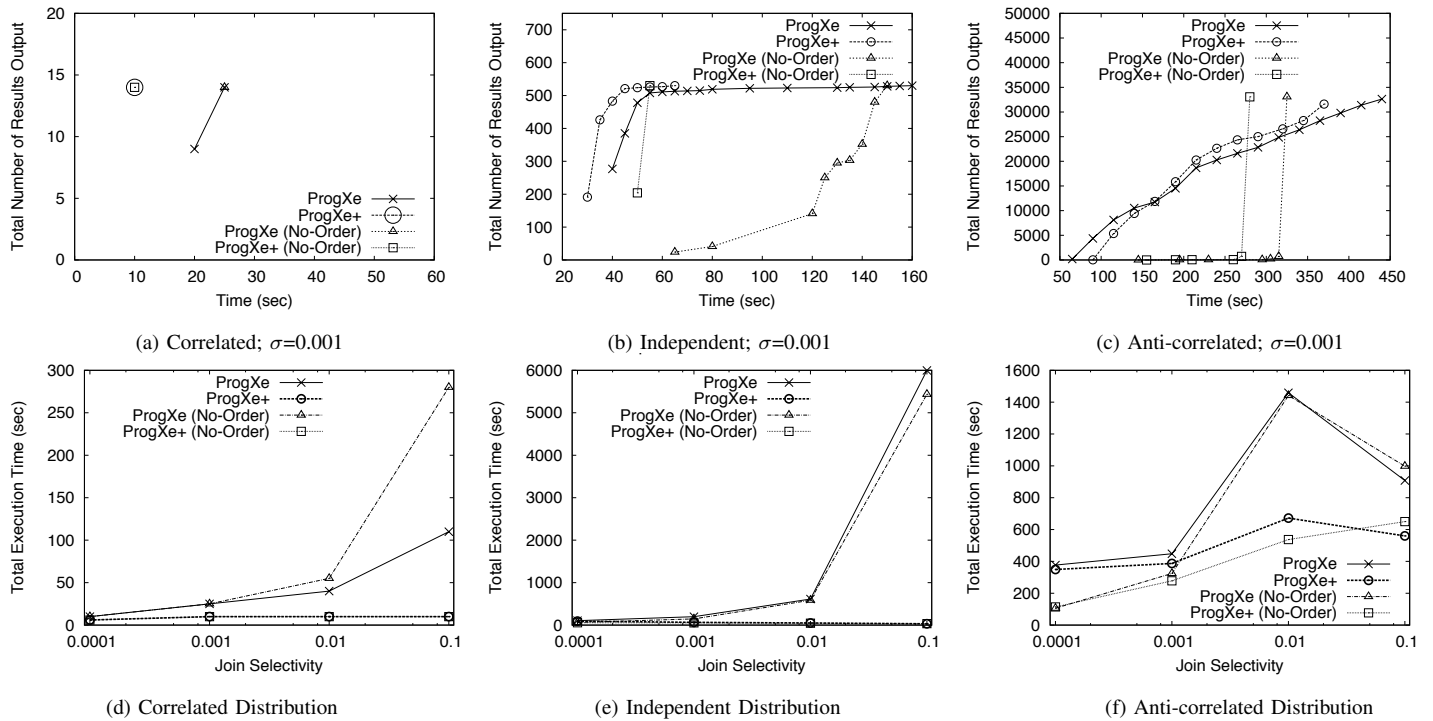 Total Number of Results Output
20
15
10
5
0
0 10 20 30 40 50 60
Time (sec)
ProgXe
ProgXe+
ProgXe (No-Order)
ProgXe+ (No-Order)
(a) Correlated; σ=0.001
Total Number of Results Output
700
600
500
400
300
200
100
0
20 40 60 80 100 120 140 160
Time (sec)
ProgXe
ProgXe+
ProgXe (No-Order)
ProgXe+ (No-Order)
(b) Independent; σ=0.001
Total Number of Results Output
50000
45000
40000
35000
30000
25000
20000
15000
10000
5000
0
50 100 150 200 250 300 350 400 450
Time (sec)
ProgXe
ProgXe+
ProgXe (No-Order)
ProgXe+ (No-Order)
(c) Anti-correlated; σ=0.001
Total Execution Time (sec)
300
250
200
150
100
50
0
0.0001 0.001 0.01 0.1
Join Selectivity
ProgXe
ProgXe+
ProgXe (No-Order)
ProgXe+ (No-Order)
(d) Correlated Distribution
Total Execution Time (sec)
6000
5000
4000
3000
2000
1000
0
0.0001 0.001 0.01 0.1
Join Selectivity
ProgXe
ProgXe+
ProgXe (No-Order)
ProgXe+ (No-Order)
(e) Independent Distribution
Total Execution Time (sec)
1600
1400
1200
1000
800
600
400
200
0
0.0001 0.001 0.01 0.1
Join Selectivity
ProgXe
ProgXe+
ProgXe (No-Order)
ProgXe+ (No-Order)
(f) Anti-correlated Distribution